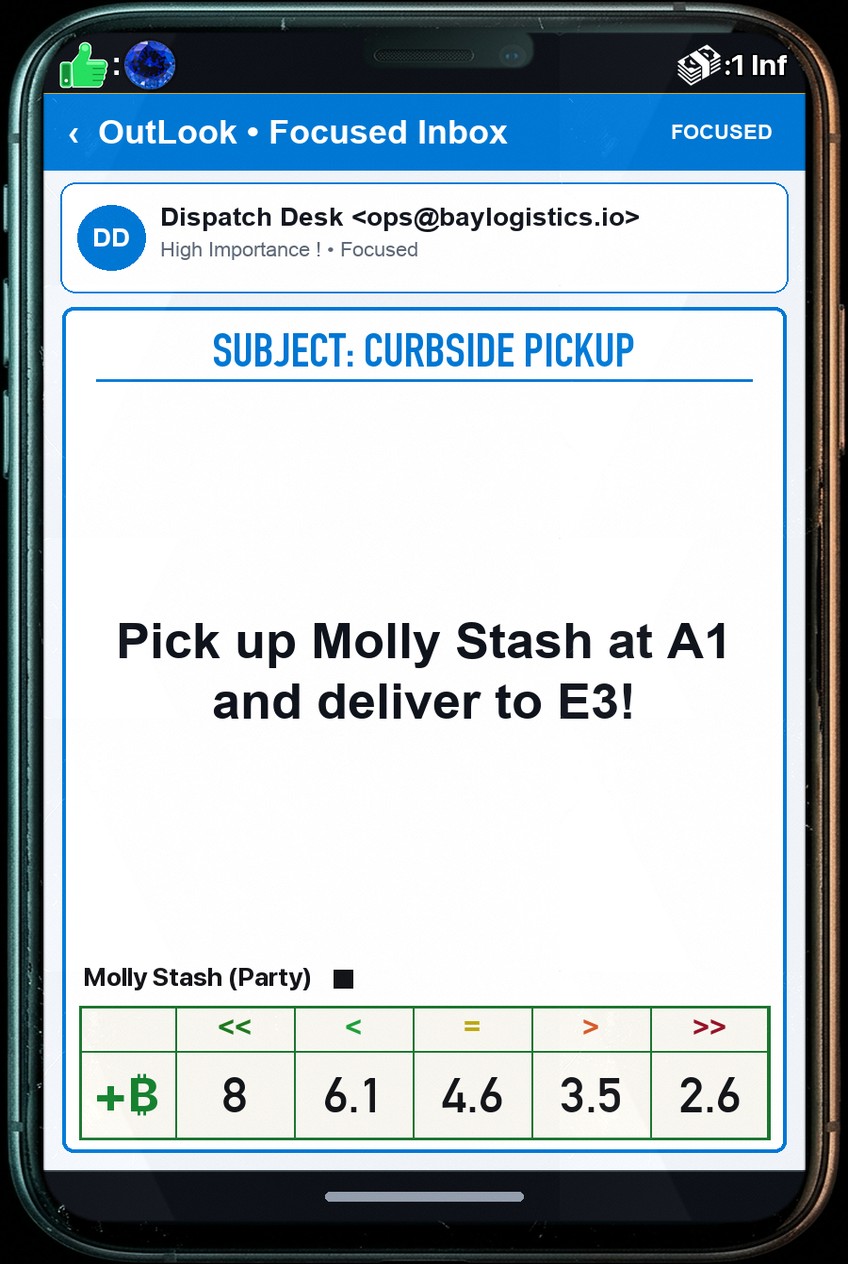 : :1 Inf
‹ OutLook • Focused Inbox FOCUSED
DD Dispatch Desk <ops@baylogistics.io>
High Importance ! • Focused
SUBJECT: CURBSIDE PICKUP
Pick up Molly Stash at A1
and deliver to E3!
Molly Stash (Party) ■
<< < = > >>
+₿ 8 6.1 4.6 3.5 2.6